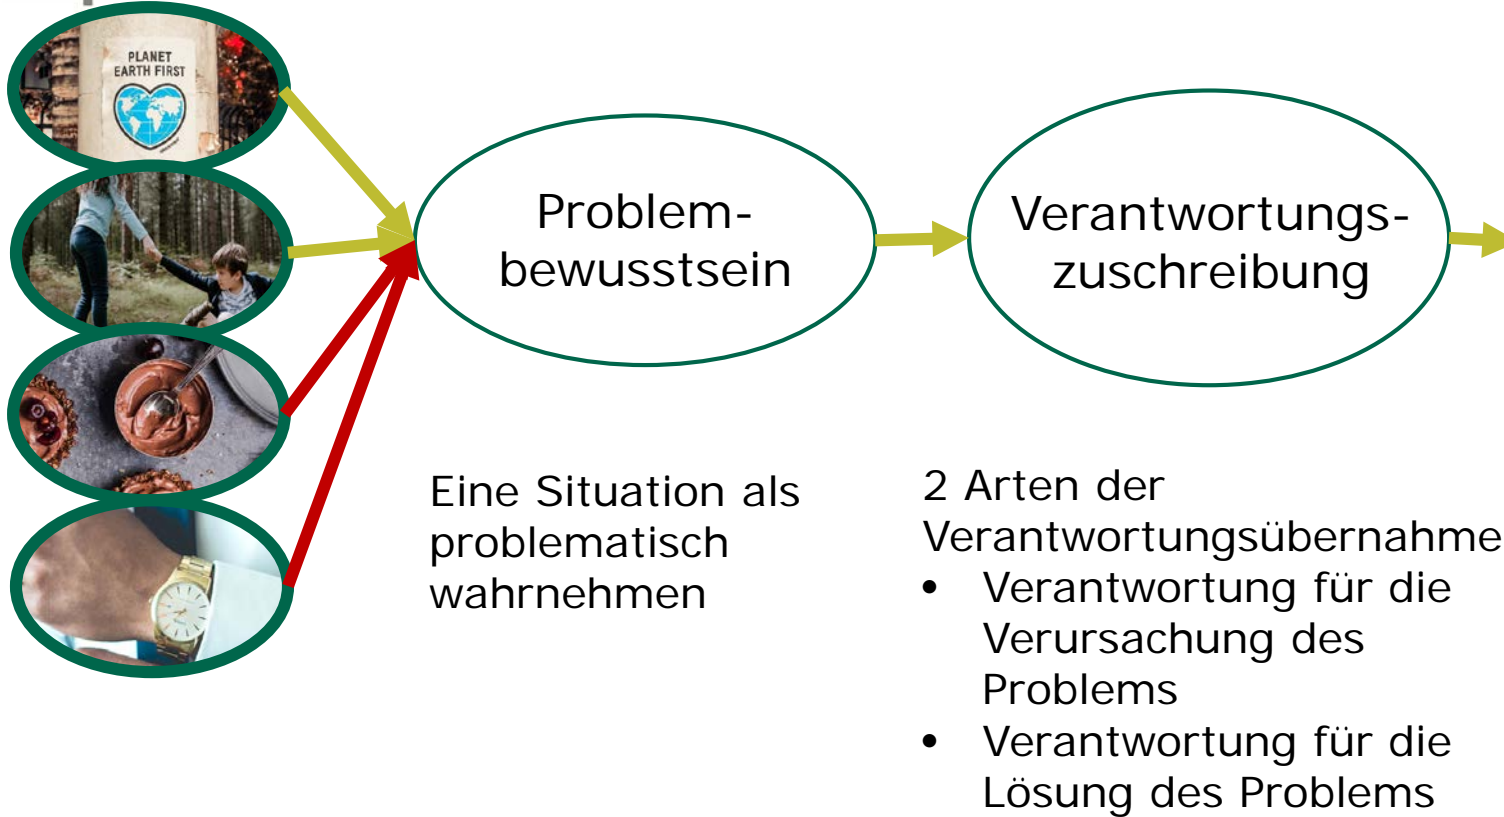 PLANET
EARTH FIRST
Problem-
bewusstsein
Verantwortungs-
zuschreibung
Eine Situation als
problematisch
wahrnehmen
2 Arten der
Verantwortungsübernahme
• Verantwortung für die
Verursachung des
Problems
• Verantwortung für die
Lösung des Problems